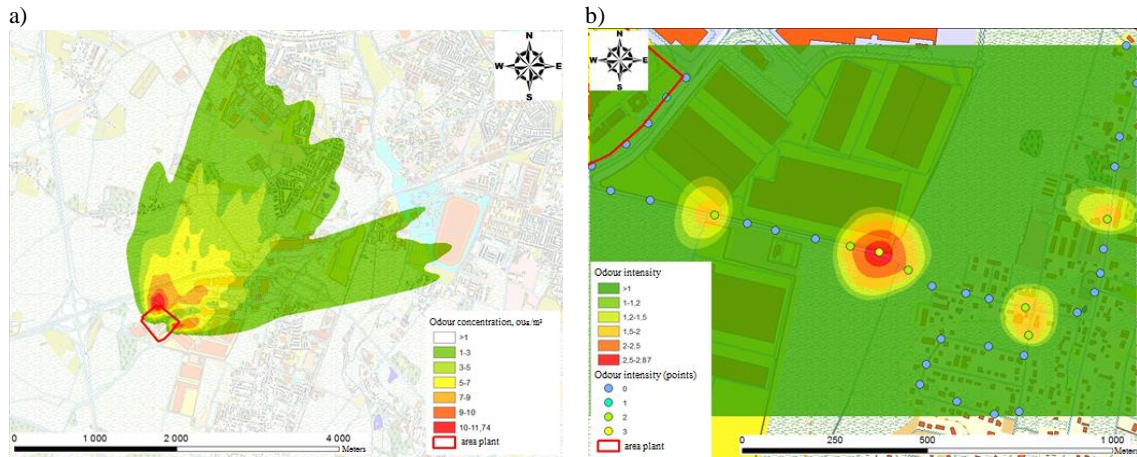 a)
b)
N
W E
S
N
W E
S
Odour concentration, ouᴇ/m³
>1
1-3
3-5
5-7
7-9
9-10
10-11,74
area plant
0 1 000 2 000 4 000
Meters
Odour intensity
>1
1-1,2
1,2-1,5
1,5-2
2-2,5
2,5-2,87
Odour intensity (points)
0
1
2
3
area plant
0 250 500 1 000
Meters